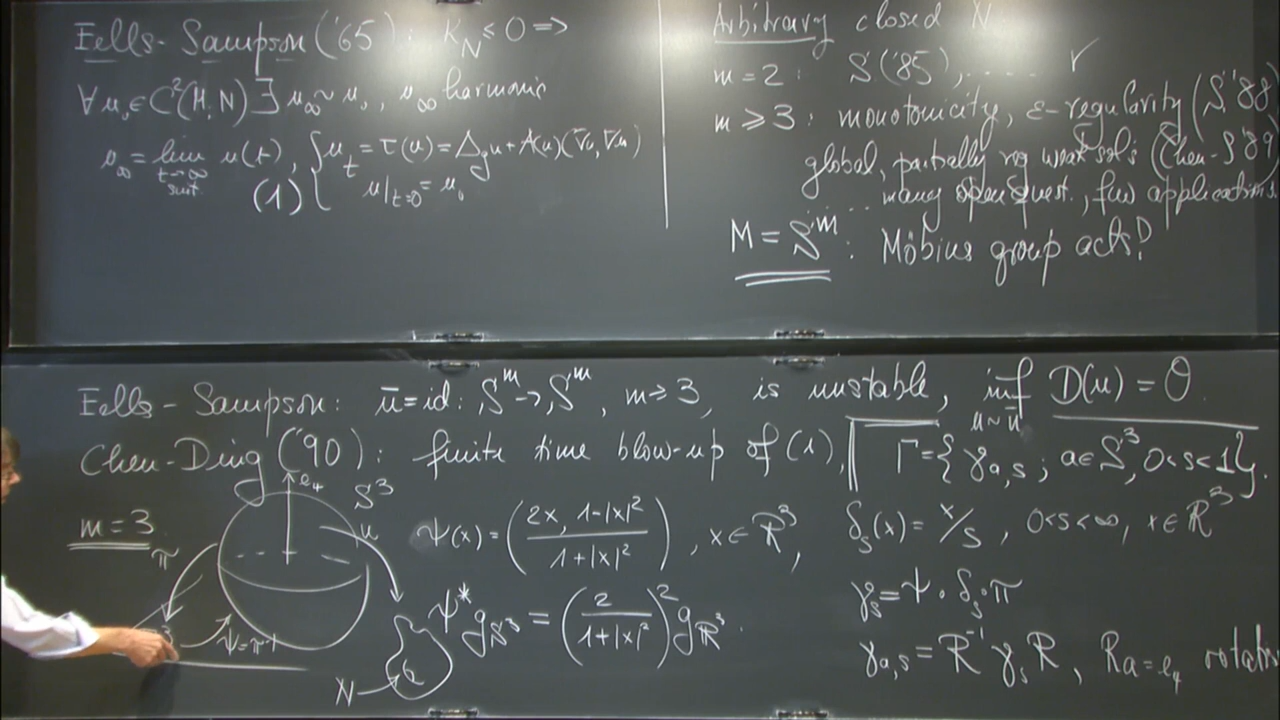 Eells-Sampson ('65): K_N ≤ 0 ⇒
∀ u₀ ∈ C²(M, N) ∃ u_∞ ~ u₀, u_∞ harmonic
u_∞ = lim u(t), { u_t = τ(u) = Δ_g u + A(u)(∇u, ∇u)
t→∞ suit
(1) { u|_{t=0} = u₀
Arbitrary closed N
m = 2 : S ('85), ..... r
m ≥ 3 : monotonicity, ε-regularity (S. '88)
global, partially reg weak sol's (Chen-S '89)
... many open quest., few applications
M = S^m : Möbius group acts!
Eells-Sampson: ū = id : S^m → S^m, m ≥ 3, is unstable, inf D(u) = 0
u~ū
Chen-Ding ('90): finite time blow-up of (1), Γ = { γ_{a,s} ; a ∈ S³, 0<s<1 }.
m = 3
e₄
S³
π
u
ψ = π⁻¹
N
ψ(x) = ( 2x, 1-|x|² / 1+|x|² ), x ∈ ℝ³,
ψ* g_{S³} = ( 2 / 1+|x|² )² g_{ℝ³}.
δ_s(x) = x/s, 0<s<∞, x ∈ ℝ³
γ_s = ψ ∘ δ_s ∘ π
γ_{a,s} = R⁻¹ γ_s R, Ra = e₄